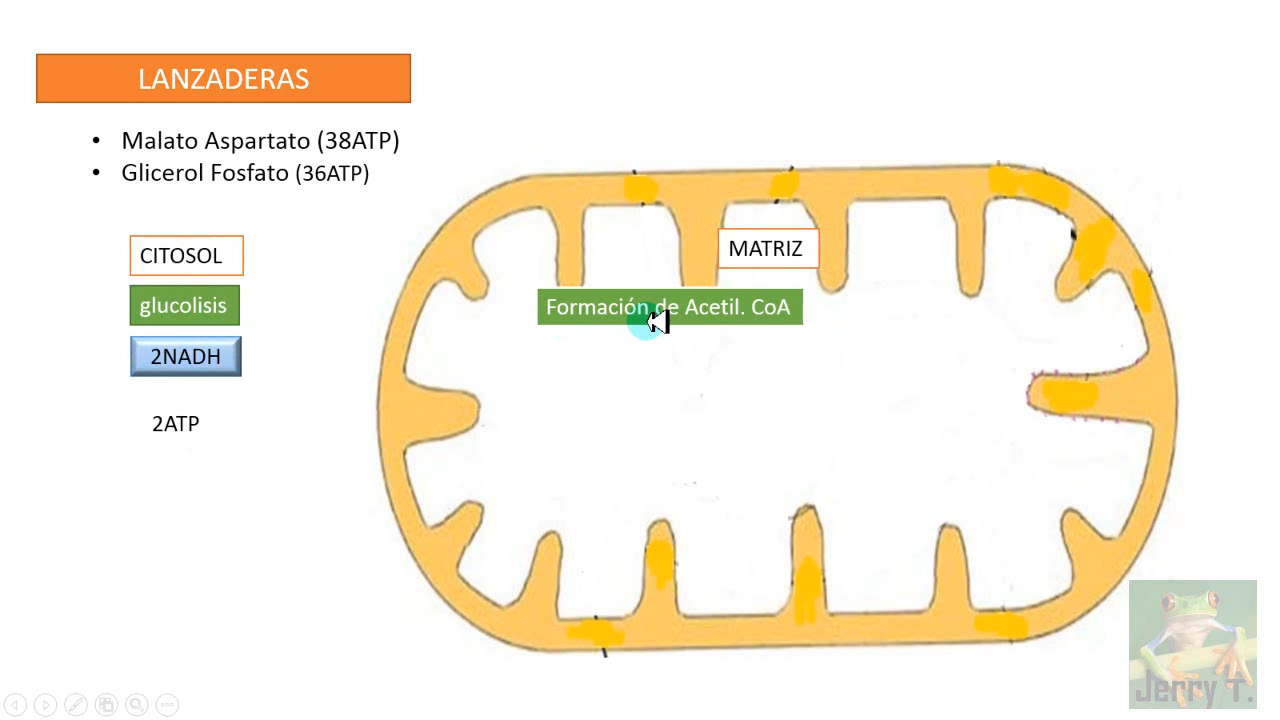 LANZADERAS
• Malato Aspartato (38ATP)
• Glicerol Fosfato (36ATP)
CITOSOL
MATRIZ
glucolisis
Formación de Acetil. CoA
2NADH
2ATP
Jerry T.